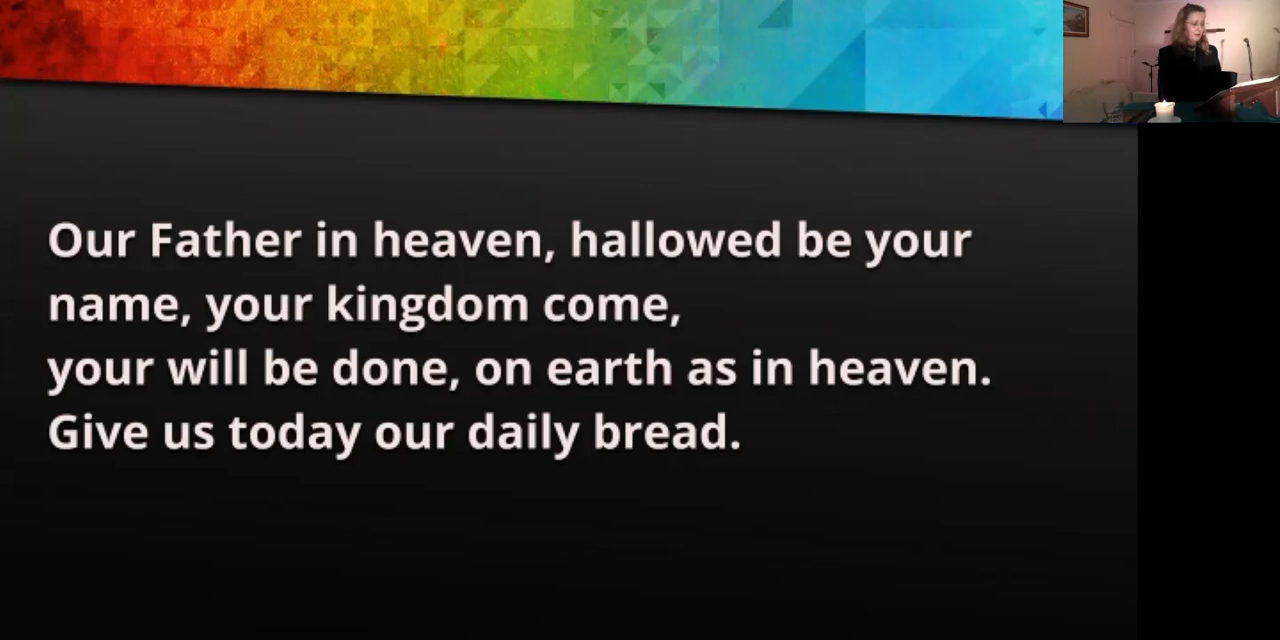 Our Father in heaven, hallowed be your
name, your kingdom come,
your will be done, on earth as in heaven.
Give us today our daily bread.